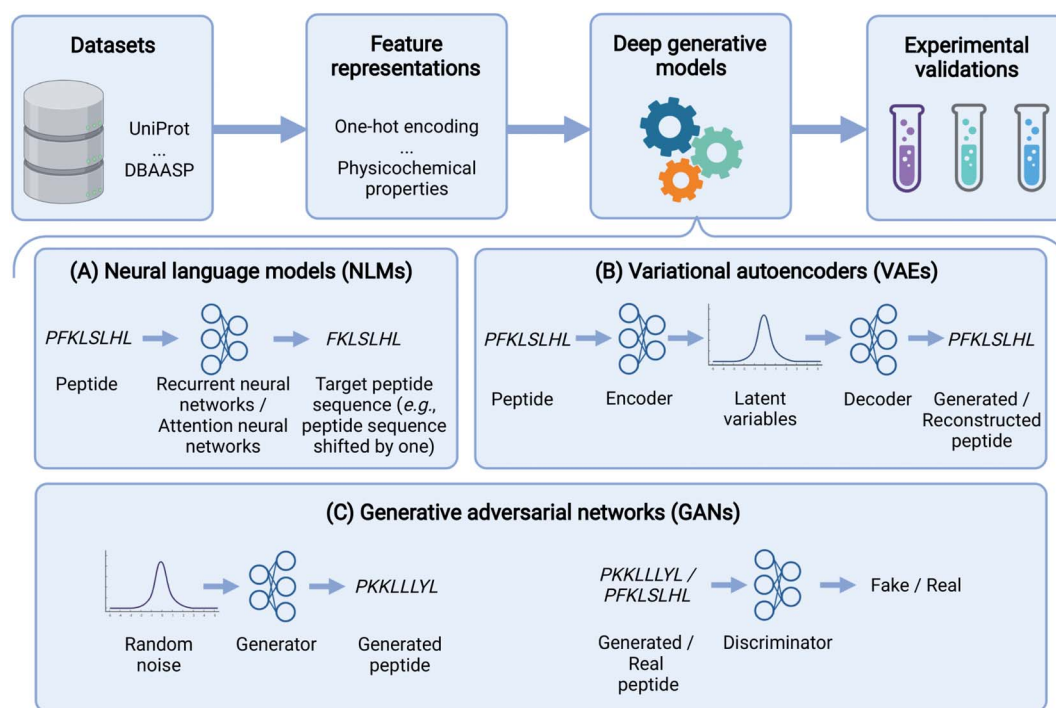 Datasets
UniProt
...
DBAASP
Feature
representations
One-hot encoding
...
Physicochemical
properties
Deep generative
models
Experimental
validations
(A) Neural language models (NLMs)
PFKLSLHL
FKLSLHL
Peptide
Recurrent neural
networks /
Attention neural
networks
Target peptide
sequence (e.g.,
peptide sequence
shifted by one)
(B) Variational autoencoders (VAEs)
PFKLSLHL
PFKLSLHL
Peptide
Encoder
Latent
variables
Decoder
Generated /
Reconstructed
peptide
(C) Generative adversarial networks (GANs)
PKKLLLYL
Random
noise
Generator
Generated
peptide
PKKLLLYL /
PFKLSLHL
Fake / Real
Generated /
Real
peptide
Discriminator